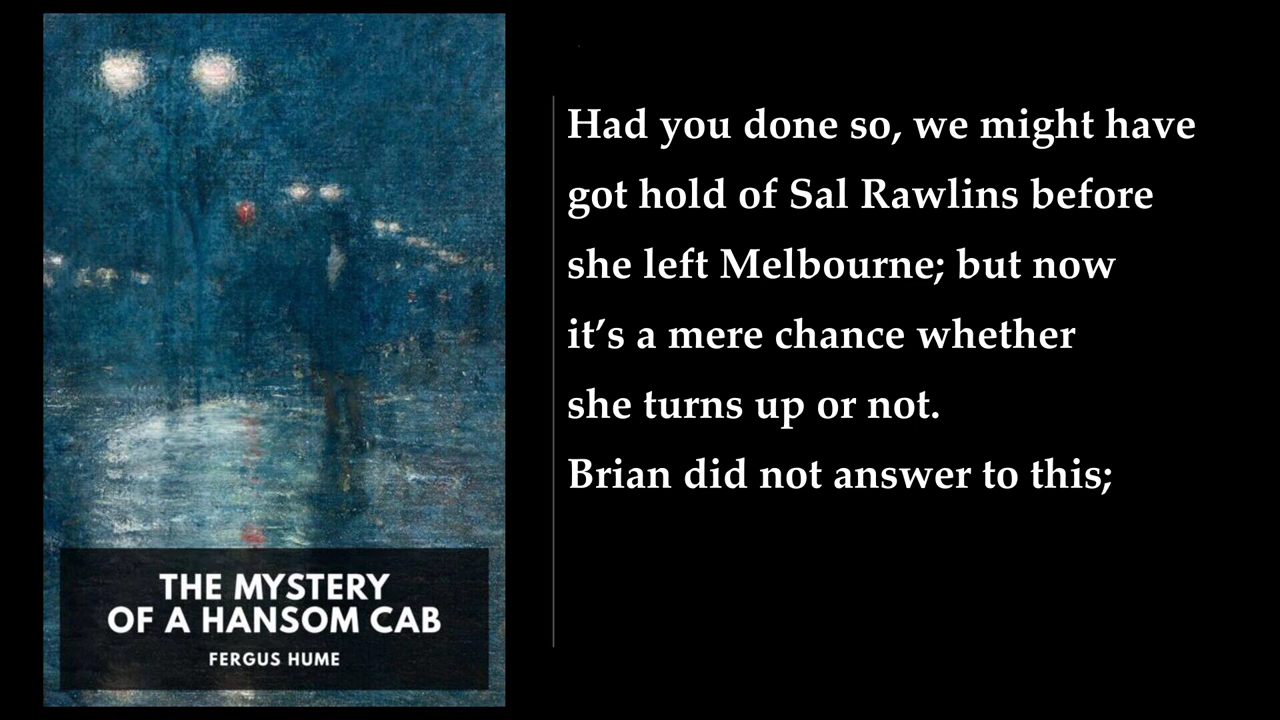 THE MYSTERY
OF A HANSOM CAB
FERGUS HUME
Had you done so, we might have
got hold of Sal Rawlins before
she left Melbourne; but now
it’s a mere chance whether
she turns up or not.
Brian did not answer to this;